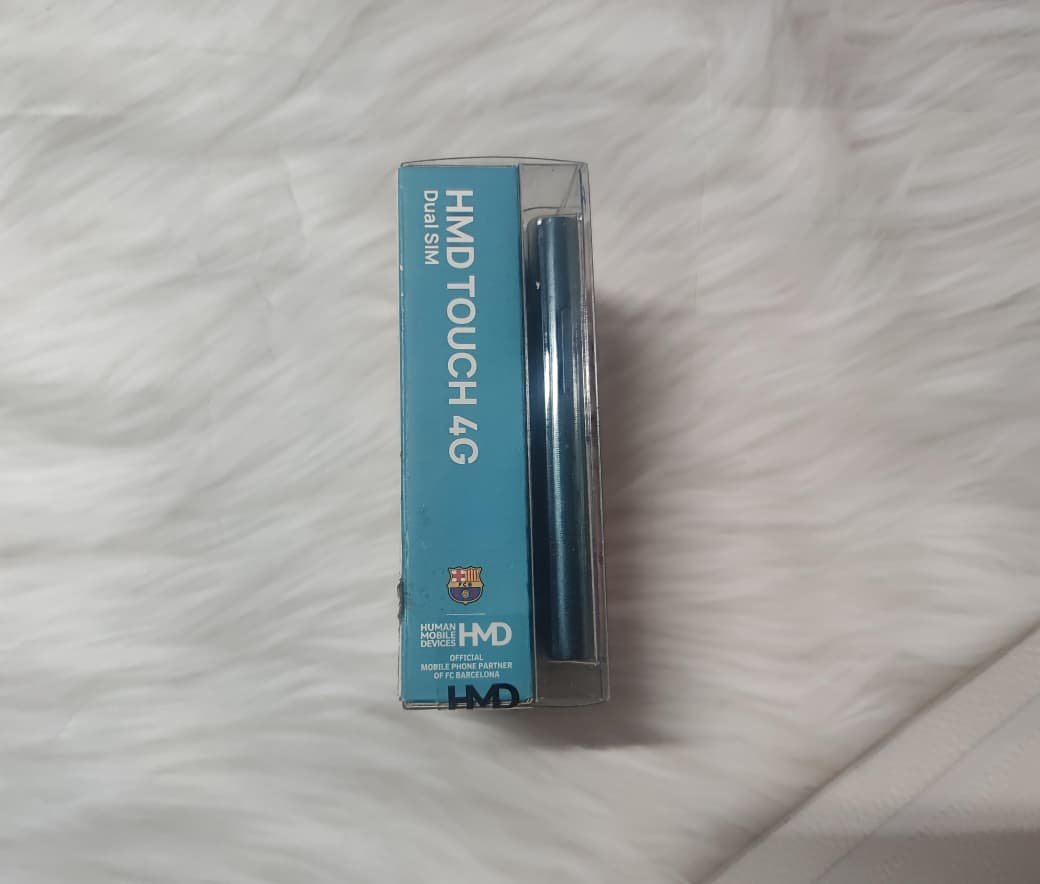 HMD TOUCH 4G
Dual SIM
FCB
HUMAN
MOBILE
DEVICES HMD
OFFICIAL
MOBILE PHONE PARTNER
OF FC BARCELONA
HMD